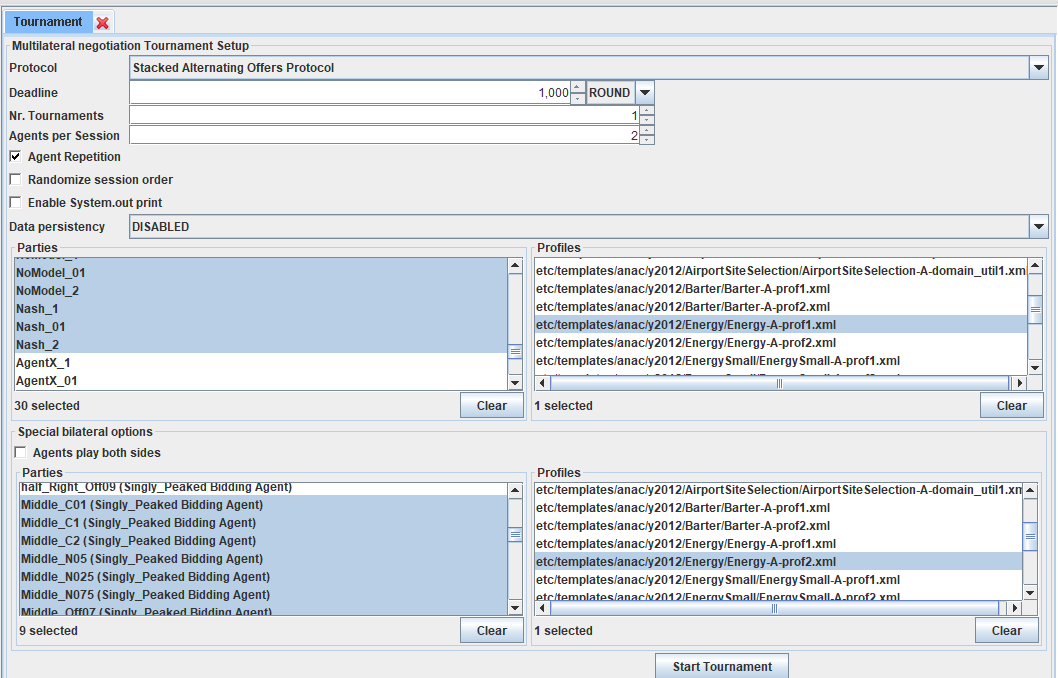 Tournament
Multilateral negotiation Tournament Setup
Protocol Stacked Alternating Offers Protocol
Deadline 1,000 ROUND
Nr. Tournaments 1
Agents per Session 2
Agent Repetition
Randomize session order
Enable System.out print
Data persistency DISABLED
Parties
NoModel_01
NoModel_2
Nash_1
Nash_01
Nash_2
AgentX_1
AgentX_01
30 selected Clear
Profiles
etc/templates/anac/y2012/AirportSiteSelection/AirportSiteSelection-A-domain_util1.xml
etc/templates/anac/y2012/Barter/Barter-A-prof1.xml
etc/templates/anac/y2012/Barter/Barter-A-prof2.xml
etc/templates/anac/y2012/Energy/Energy-A-prof1.xml
etc/templates/anac/y2012/Energy/Energy-A-prof2.xml
etc/templates/anac/y2012/EnergySmall/EnergySmall-A-prof1.xml
1 selected Clear
Special bilateral options
Agents play both sides
Parties
half_Right_Off09 (Singly_Peaked Bidding Agent)
Middle_C01 (Singly_Peaked Bidding Agent)
Middle_C1 (Singly_Peaked Bidding Agent)
Middle_C2 (Singly_Peaked Bidding Agent)
Middle_N05 (Singly_Peaked Bidding Agent)
Middle_N025 (Singly_Peaked Bidding Agent)
Middle_N075 (Singly_Peaked Bidding Agent)
Middle_Off07 (Singly_Peaked Bidding Agent)
9 selected Clear
Profiles
etc/templates/anac/y2012/AirportSiteSelection/AirportSiteSelection-A-domain_util1.xm
etc/templates/anac/y2012/Barter/Barter-A-prof1.xml
etc/templates/anac/y2012/Barter/Barter-A-prof2.xml
etc/templates/anac/y2012/Energy/Energy-A-prof1.xml
etc/templates/anac/y2012/Energy/Energy-A-prof2.xml
etc/templates/anac/y2012/EnergySmall/EnergySmall-A-prof1.xml
etc/templates/anac/y2012/EnergySmall/EnergySmall-A-prof2.xml
1 selected Clear
Start Tournament